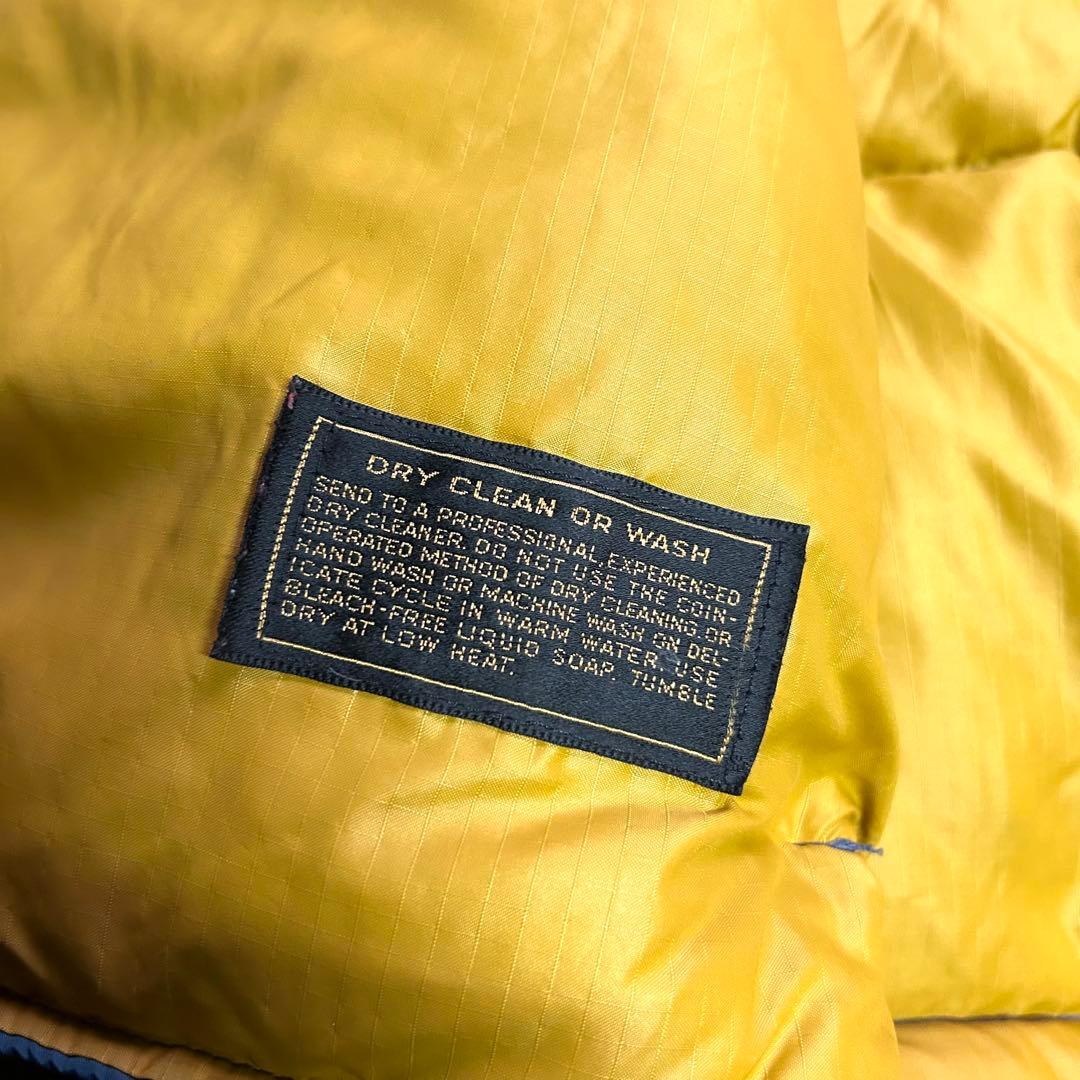 DRY CLEAN OR WASH
SEND TO A PROFESSIONAL, EXPERIENCED
DRY CLEANER. DO NOT USE THE COIN-
OPERATED METHOD OF DRY CLEANING, OR
HAND WASH OR MACHINE WASH ON DEL-
ICATE CYCLE IN WARM WATER. USE
BLEACH-FREE LIQUID SOAP. TUMBLE
DRY AT LOW HEAT.